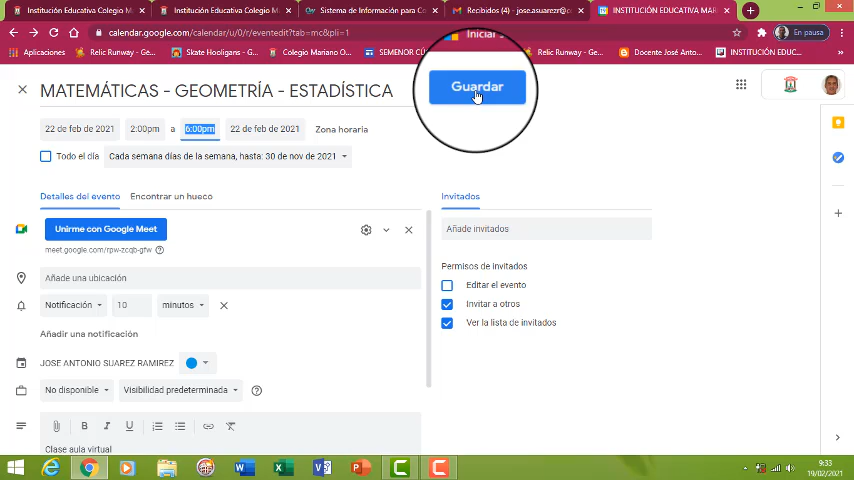 Institución Educativa Colegio Ma
Institución Educativa Colegio Ma
Sistema de Información para Co
Recibidos (4) - jose.asuarezr@c
INSTITUCIÓN EDUCATIVA MAR
calendar.google.com/calendar/u/0/r/eventedit?tab=mc&pli=1
En pausa
Aplicaciones
Relic Runway - Jueg
Skate Hooligans - G
Colegio Mariano O
SEMENOR CÚ
Iniciar s
Relic Runway - Jueg
Docente José Anto
INSTITUCIÓN EDUC
MATEMÁTICAS - GEOMETRÍA - ESTADÍSTICA
Guardar
22 de feb de 2021
2:00pm
a
6:00pm
22 de feb de 2021
Zona horaria
Todo el día
Cada semana días de la semana, hasta: 30 de nov de 2021
Detalles del evento
Encontrar un hueco
Invitados
Unirme con Google Meet
Añade invitados
meet.google.com/rpw-zcqb-gfw
Permisos de invitados
Añade una ubicación
Editar el evento
Notificación
10
minutos
Invitar a otros
Ver la lista de invitados
Añadir una notificación
JOSE ANTONIO SUAREZ RAMIREZ
No disponible
Visibilidad predeterminada
B I U
Clase aula virtual
9:33
19/02/2021